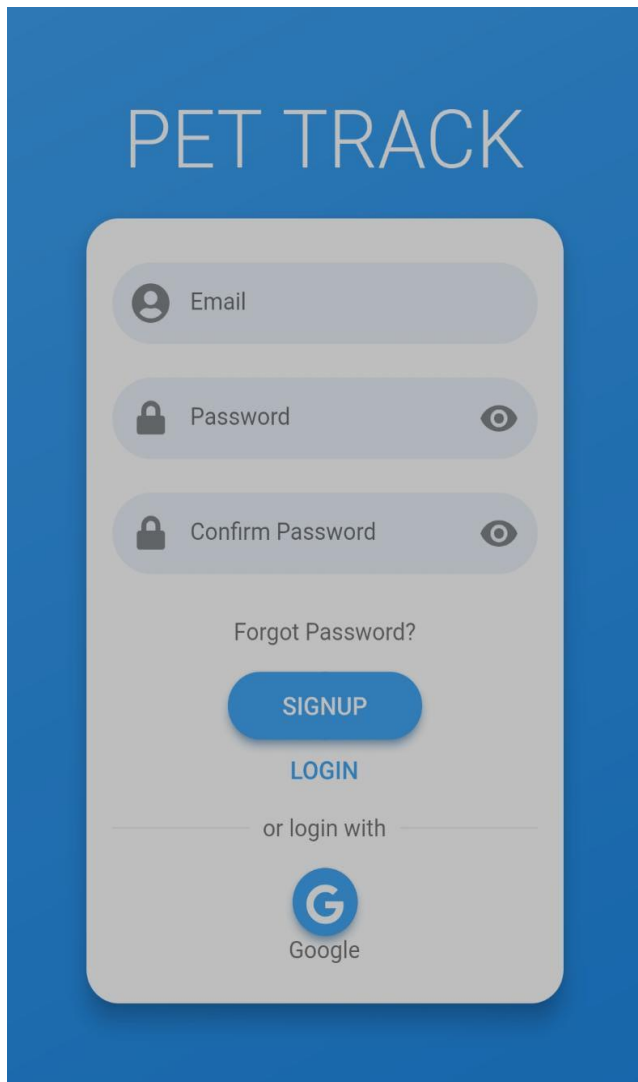 PET TRACK
Email
Password
Confirm Password
Forgot Password?
SIGNUP
LOGIN
or login with
G
Google